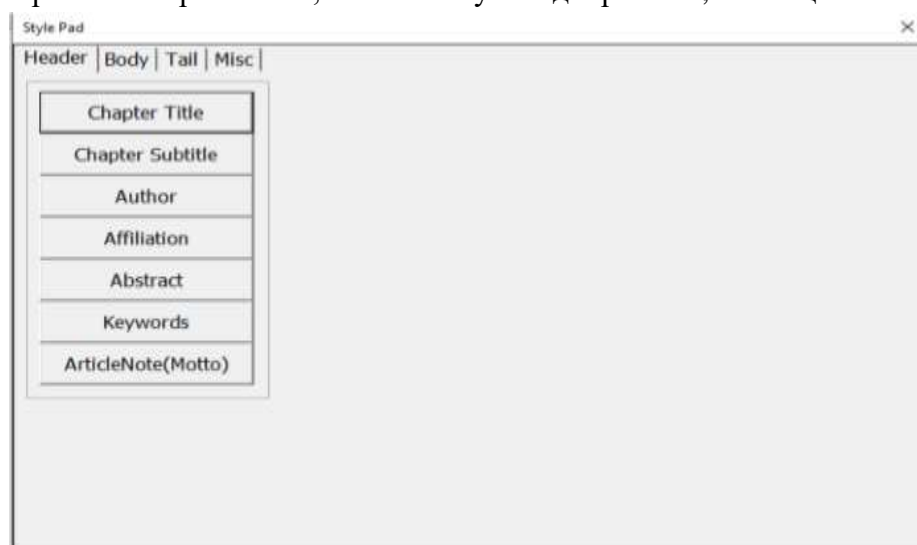 Style Pad
Header | Body | Tail | Misc |
Chapter Title
Chapter Subtitle
Author
Affiliation
Abstract
Keywords
ArticleNote(Motto)